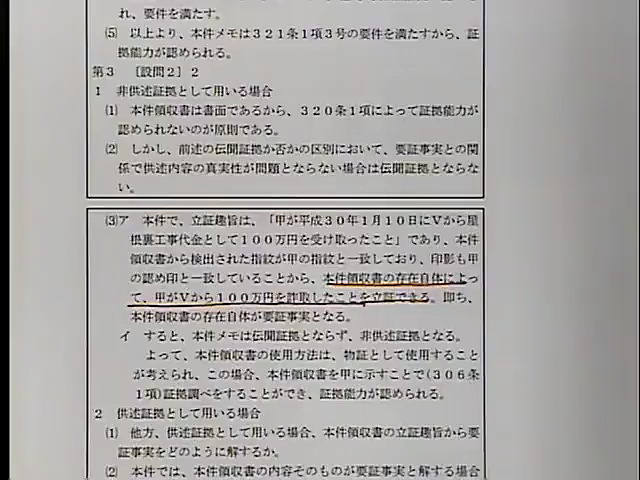 れ、要件を満たす。
⑸ 以上より、本件メモは３２１条１項３号の要件を満たすから、証
拠能力が認められる。
第３ ［設問２］２
１ 非供述証拠として用いる場合
⑴ 本件領収書は書面であるから、３２０条１項によって証拠能力が
認められないのが原則である。
⑵ しかし、前述の伝聞証拠か否かの区別において、要証事実との関
係で供述内容の真実性が問題とならない場合は伝聞証拠とならな
い。
⑶ア 本件で、立証趣旨は、「甲が平成３０年１月１０日にＶから屋
根裏工事代金として１００万円を受け取ったこと」であり、本件
領収書から検出された指紋が甲の指紋と一致しており、印影も甲
の認め印と一致していることから、本件領収書の存在自体によっ
て、甲がＶから１００万円を詐取したことを立証できる。即ち、
本件領収書の存在自体が要証事実となる。
イ すると、本件メモは伝聞証拠とならず、非供述証拠となる。
よって、本件領収書の使用方法は、物証として使用すること
が考えられ、この場合、本件領収書を甲に示すことで(３０６条
１項)証拠調べをすることができ、証拠能力が認められる。
２ 供述証拠として用いる場合
⑴ 他方、供述証拠として用いる場合、本件領収書の立証趣旨から要
証事実をどのように解するか。
⑵ 本件では、本件領収書の内容そのものが要証事実と解する場合